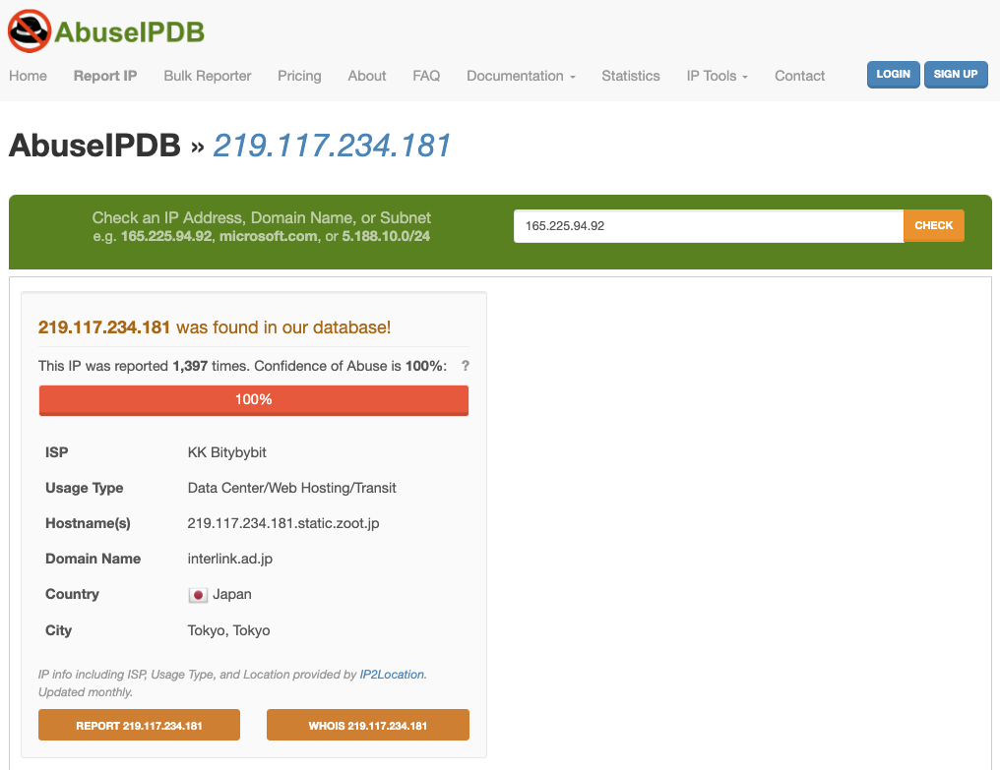 AbuseIPDB
Home Report IP Bulk Reporter Pricing About FAQ Documentation Statistics IP Tools Contact LOGIN SIGN UP
AbuseIPDB » 219.117.234.181
Check an IP Address, Domain Name, or Subnet
e.g. 165.225.94.92, microsoft.com, or 5.188.10.0/24
165.225.94.92 CHECK
219.117.234.181 was found in our database!
This IP was reported 1,397 times. Confidence of Abuse is 100%: ?
100%
ISP KK Bitybybit
Usage Type Data Center/Web Hosting/Transit
Hostname(s) 219.117.234.181.static.zoot.jp
Domain Name interlink.ad.jp
Country Japan
City Tokyo, Tokyo
IP info including ISP, Usage Type, and Location provided by IP2Location.
Updated monthly.
REPORT 219.117.234.181 WHOIS 219.117.234.181